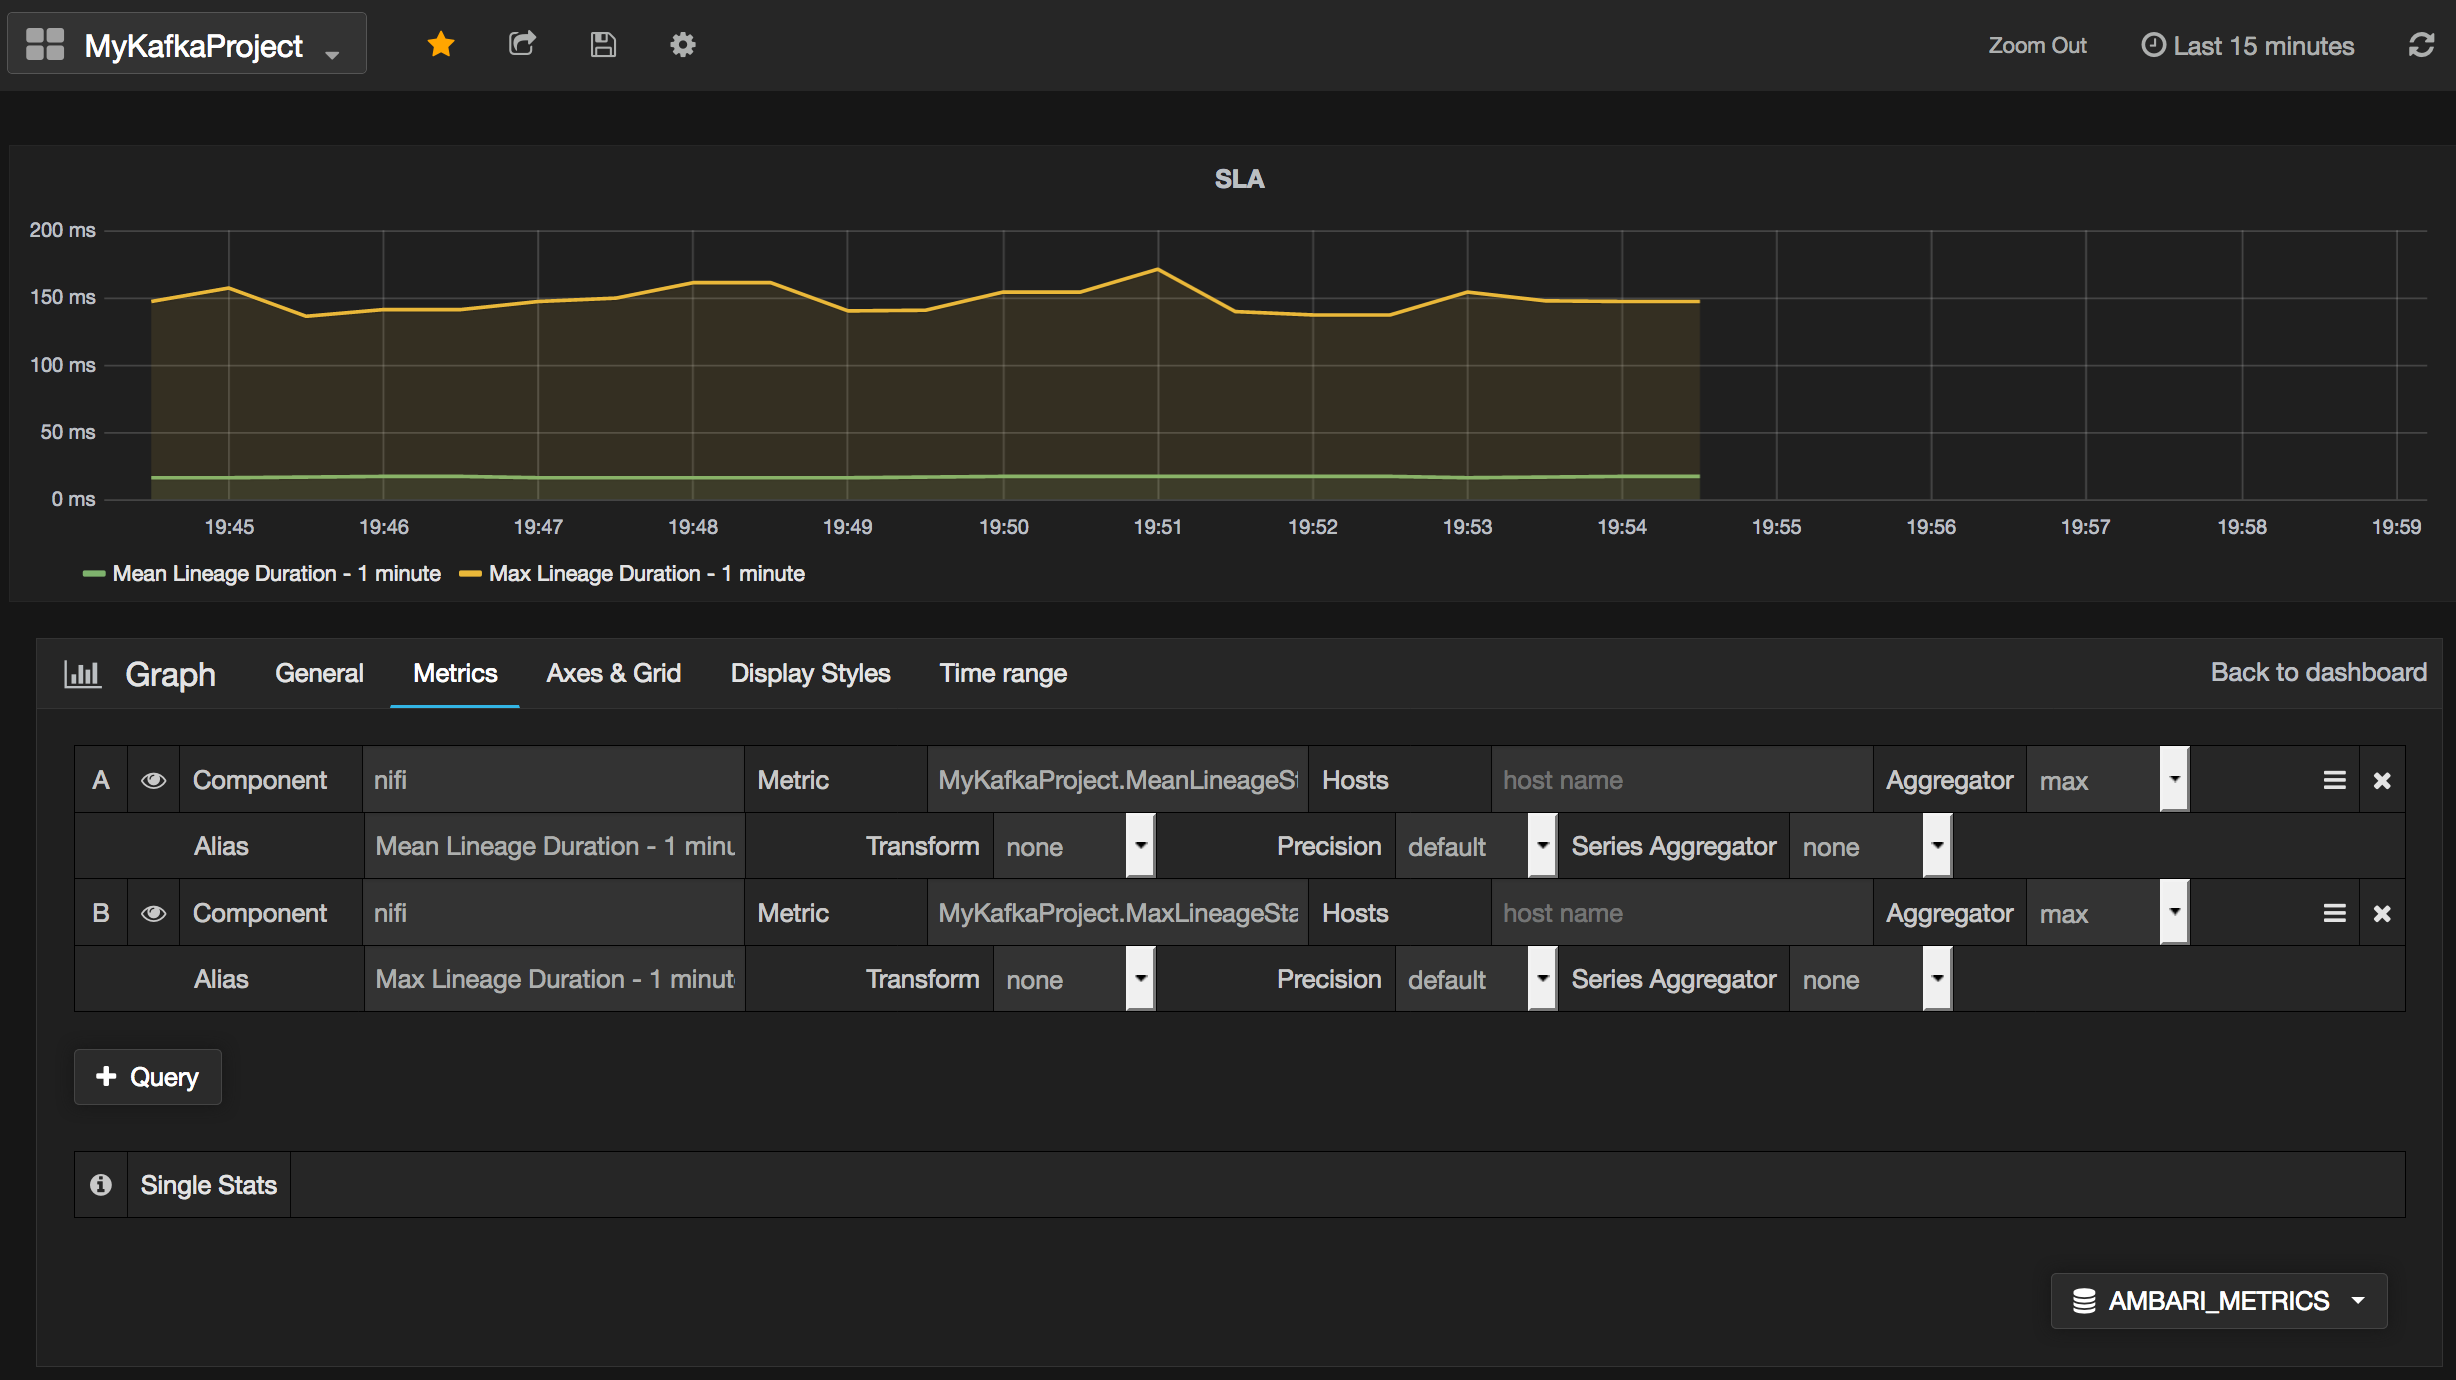 MyKafkaProject Zoom Out Last 15 minutes
SLA
200 ms
150 ms
100 ms
50 ms
0 ms
19:45 19:46 19:47 19:48 19:49 19:50 19:51 19:52 19:53 19:54 19:55 19:56 19:57 19:58 19:59
Mean Lineage Duration - 1 minute Max Lineage Duration - 1 minute
Graph General Metrics Axes & Grid Display Styles Time range Back to dashboard
A Component nifi Metric MyKafkaProject.MeanLineageSt Hosts host name Aggregator max
Alias Mean Lineage Duration - 1 minu Transform none Precision default Series Aggregator none
B Component nifi Metric MyKafkaProject.MaxLineageSta Hosts host name Aggregator max
Alias Max Lineage Duration - 1 minut Transform none Precision default Series Aggregator none
Query
Single Stats
AMBARI_METRICS